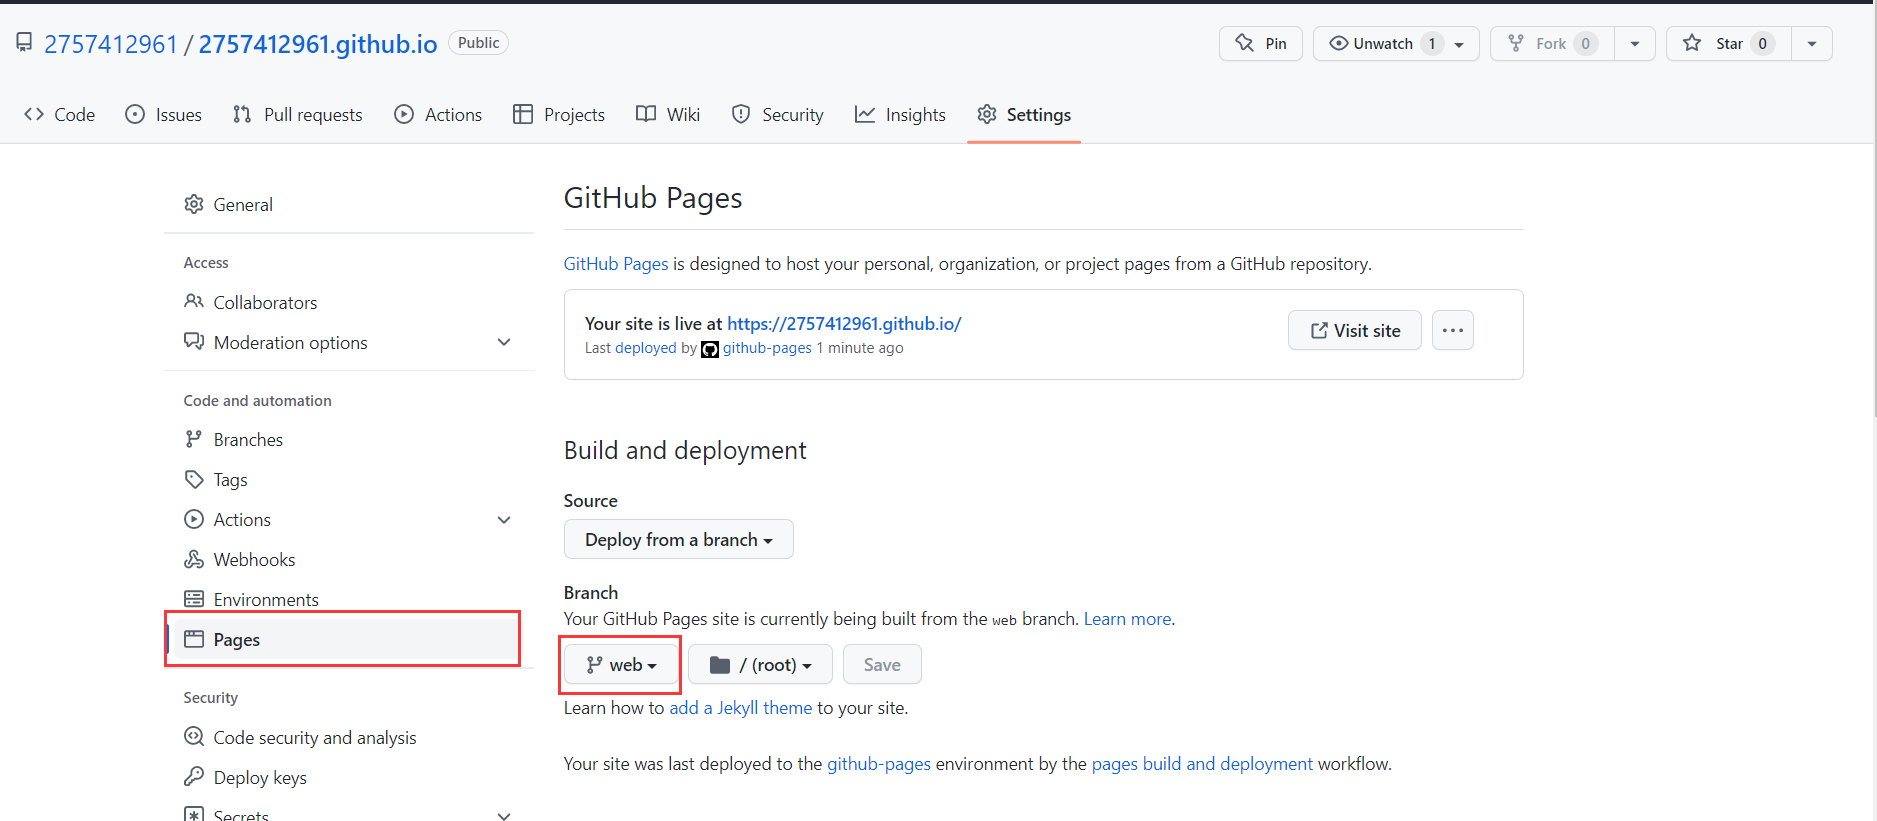 2757412961 / 2757412961.github.io Public
Pin Unwatch 1 Fork 0 Star 0
Code Issues Pull requests Actions Projects Wiki Security Insights Settings
General
Access
Collaborators
Moderation options
Code and automation
Branches
Tags
Actions
Webhooks
Environments
Pages
Security
Code security and analysis
Deploy keys
Secrets
GitHub Pages
GitHub Pages is designed to host your personal, organization, or project pages from a GitHub repository.
Your site is live at https://2757412961.github.io/
Last deployed by github-pages 1 minute ago
Visit site
Build and deployment
Source
Deploy from a branch
Branch
Your GitHub Pages site is currently being built from the web branch. Learn more.
web / (root) Save
Learn how to add a Jekyll theme to your site.
Your site was last deployed to the github-pages environment by the pages build and deployment workflow.